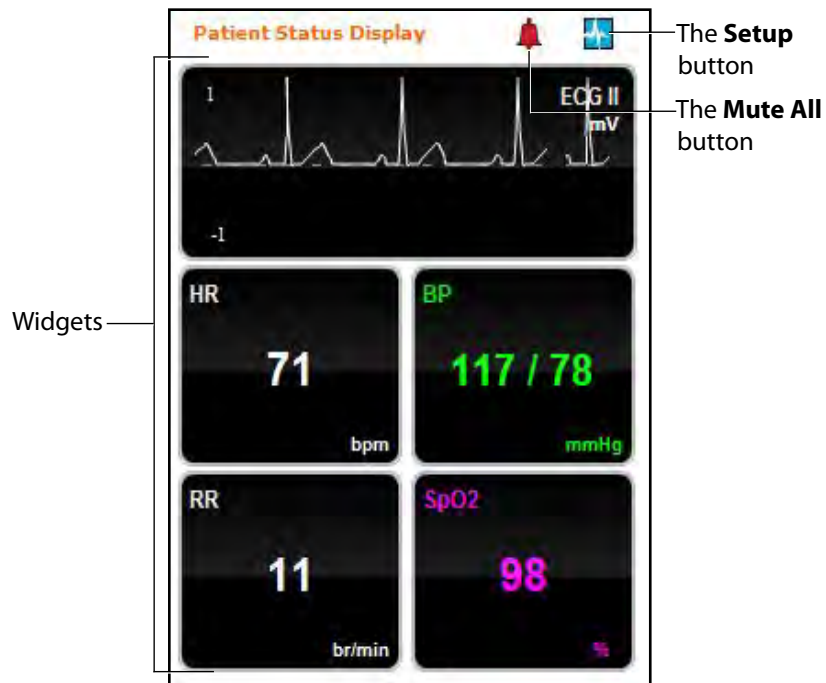 Patient Status Display
The Setup
button
The Mute All
button
1
ECG II
mV
-1
Widgets
HR
71
bpm
BP
117 / 78
mmHg
RR
11
br/min
SpO2
98
%